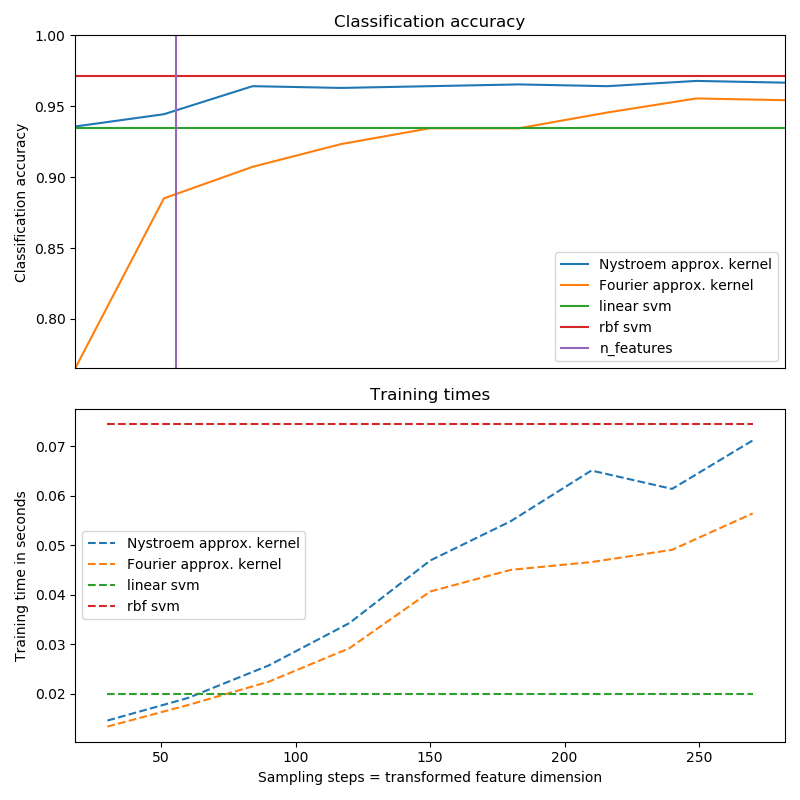 Classification accuracy
1.00
0.95
0.90
0.85
0.80
Classification accuracy
Nystroem approx. kernel
Fourier approx. kernel
linear svm
rbf svm
n_features
Training times
0.07
0.06
0.05
0.04
0.03
0.02
Training time in seconds
Nystroem approx. kernel
Fourier approx. kernel
linear svm
rbf svm
50 100 150 200 250
Sampling steps = transformed feature dimension